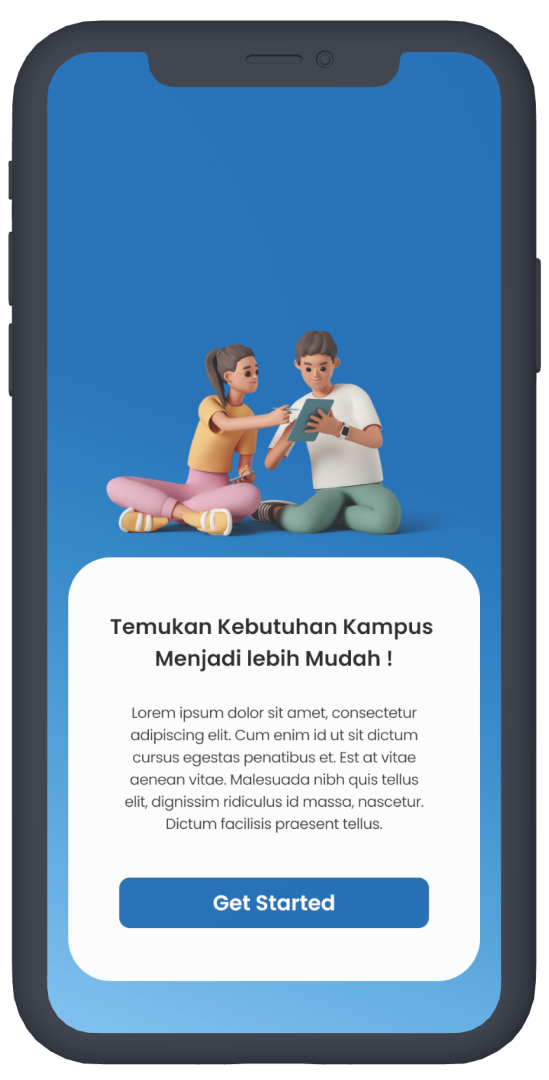 Temukan Kebutuhan Kampus
Menjadi lebih Mudah !
Lorem ipsum dolor sit amet, consectetur
adipiscing elit. Cum enim id ut sit dictum
cursus egestas penatibus et. Est at vitae
aenean vitae. Malesuada nibh quis tellus
elit, dignissim ridiculus id massa, nascetur.
Dictum facilisis praesent tellus.
Get Started